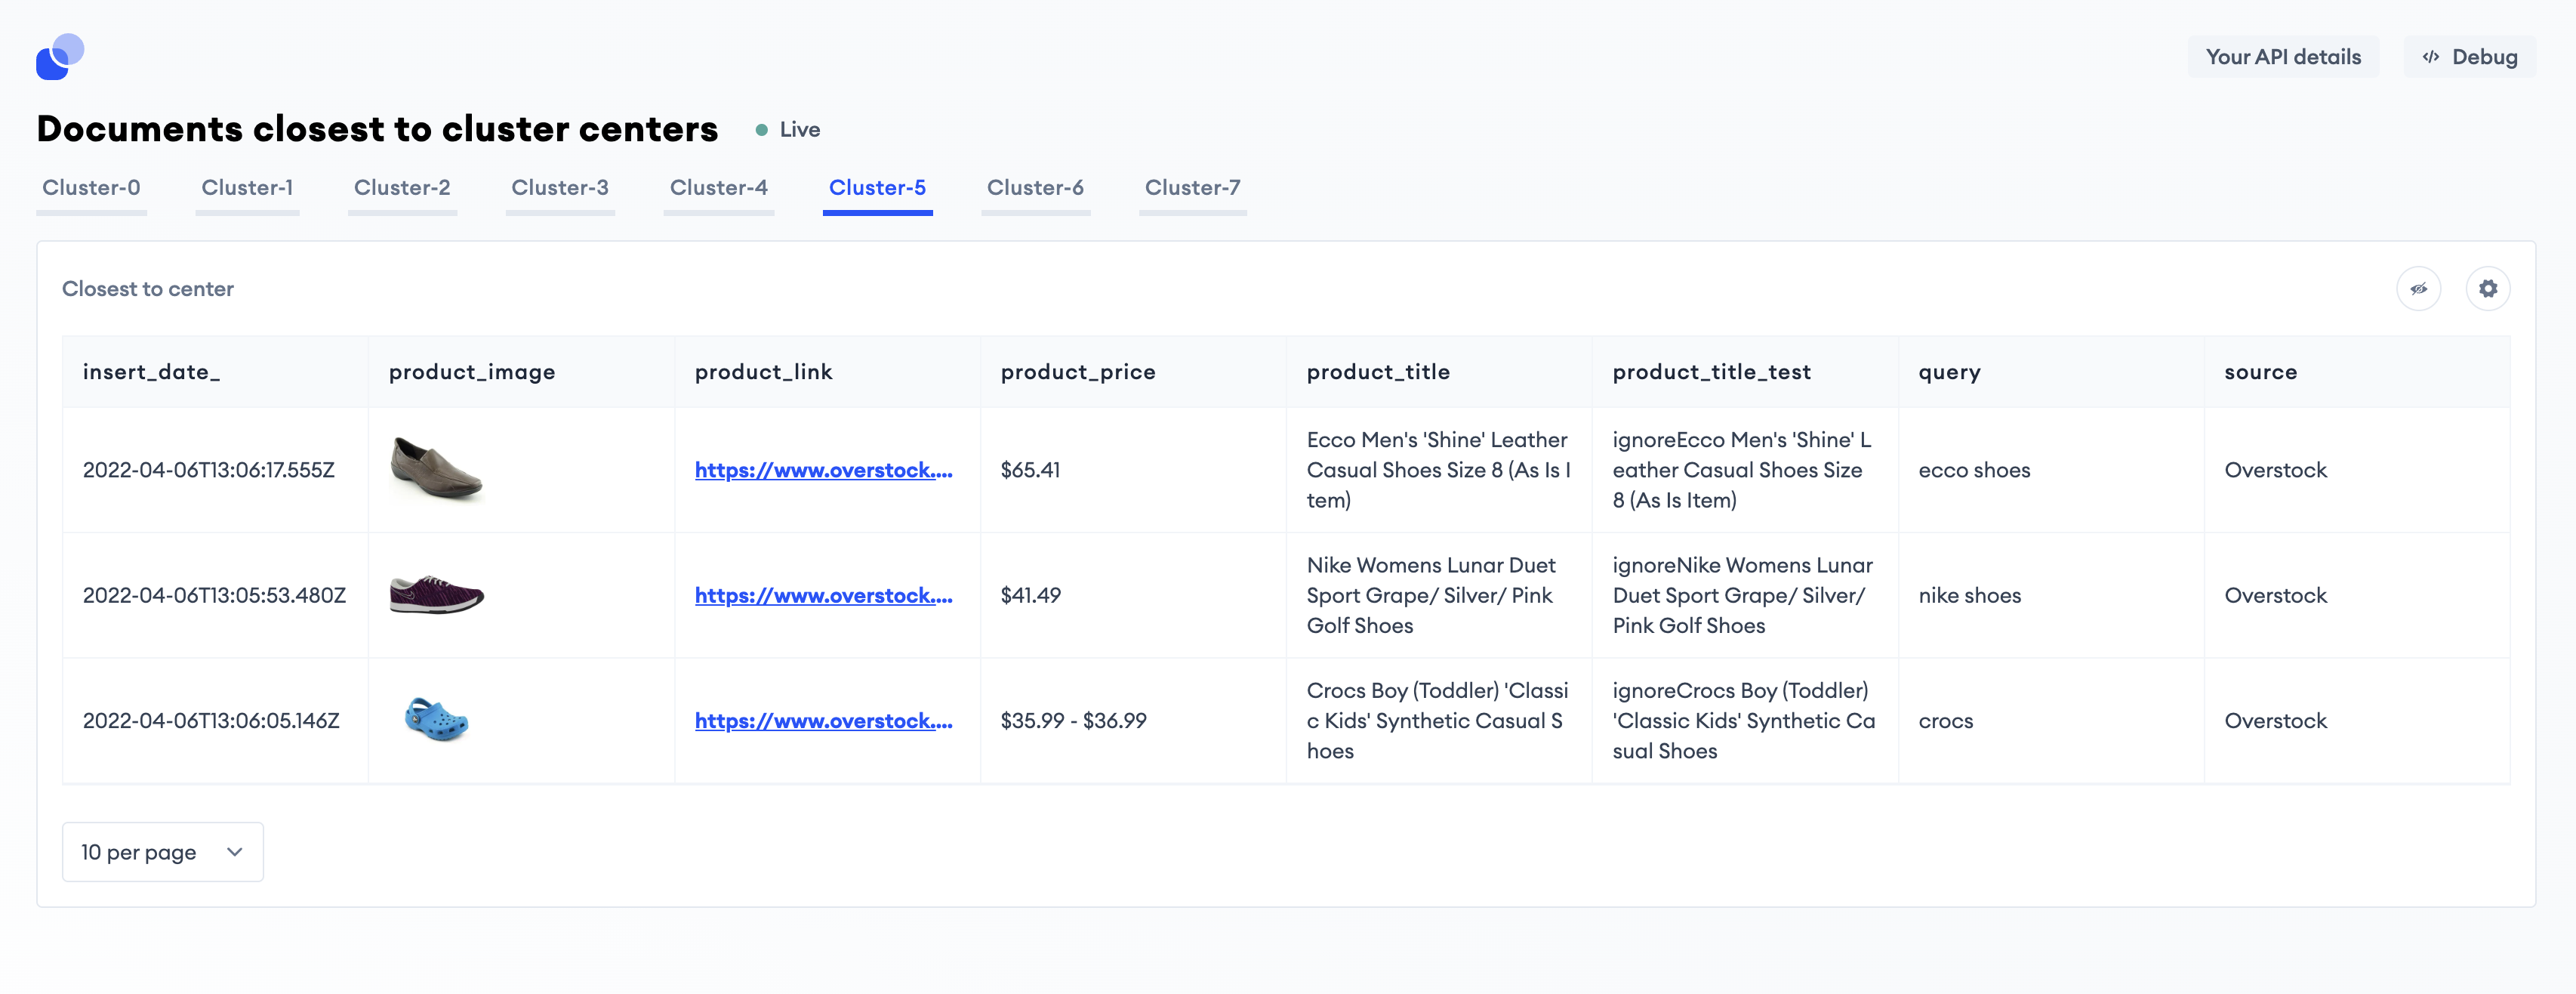 Your API details
</> Debug
Documents closest to cluster centers
Live
Cluster-0 Cluster-1 Cluster-2 Cluster-3 Cluster-4 Cluster-5 Cluster-6 Cluster-7
Closest to center
insert_date_ product_image product_link product_price product_title product_title_test query source
2022-04-06T13:06:17.555Z
https://www.overstock....
$65.41
Ecco Men's 'Shine' Leather
Casual Shoes Size 8 (As Is I
tem)
ignoreEcco Men's 'Shine' L
eather Casual Shoes Size
8 (As Is Item)
ecco shoes
Overstock
2022-04-06T13:05:53.480Z
https://www.overstock....
$41.49
Nike Womens Lunar Duet
Sport Grape/ Silver/ Pink
Golf Shoes
ignoreNike Womens Lunar
Duet Sport Grape/ Silver/
Pink Golf Shoes
nike shoes
Overstock
2022-04-06T13:06:05.146Z
https://www.overstock....
$35.99 - $36.99
Crocs Boy (Toddler) 'Classi
c Kids' Synthetic Casual S
hoes
ignoreCrocs Boy (Toddler)
'Classic Kids' Synthetic Ca
sual Shoes
crocs
Overstock
10 per page